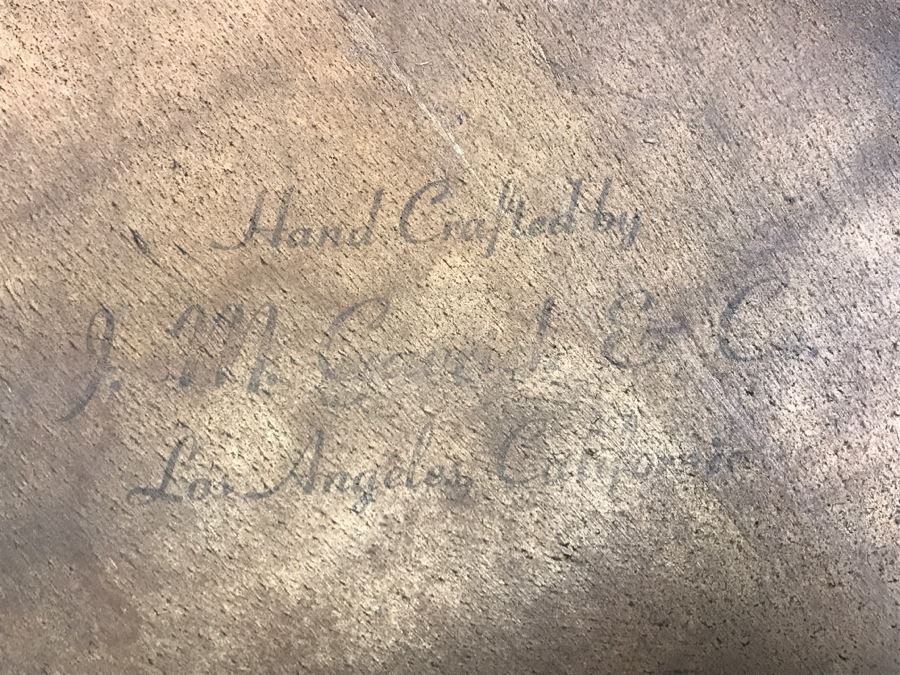 Hand Crafted by
J. M. & Co.
Los Angeles, California